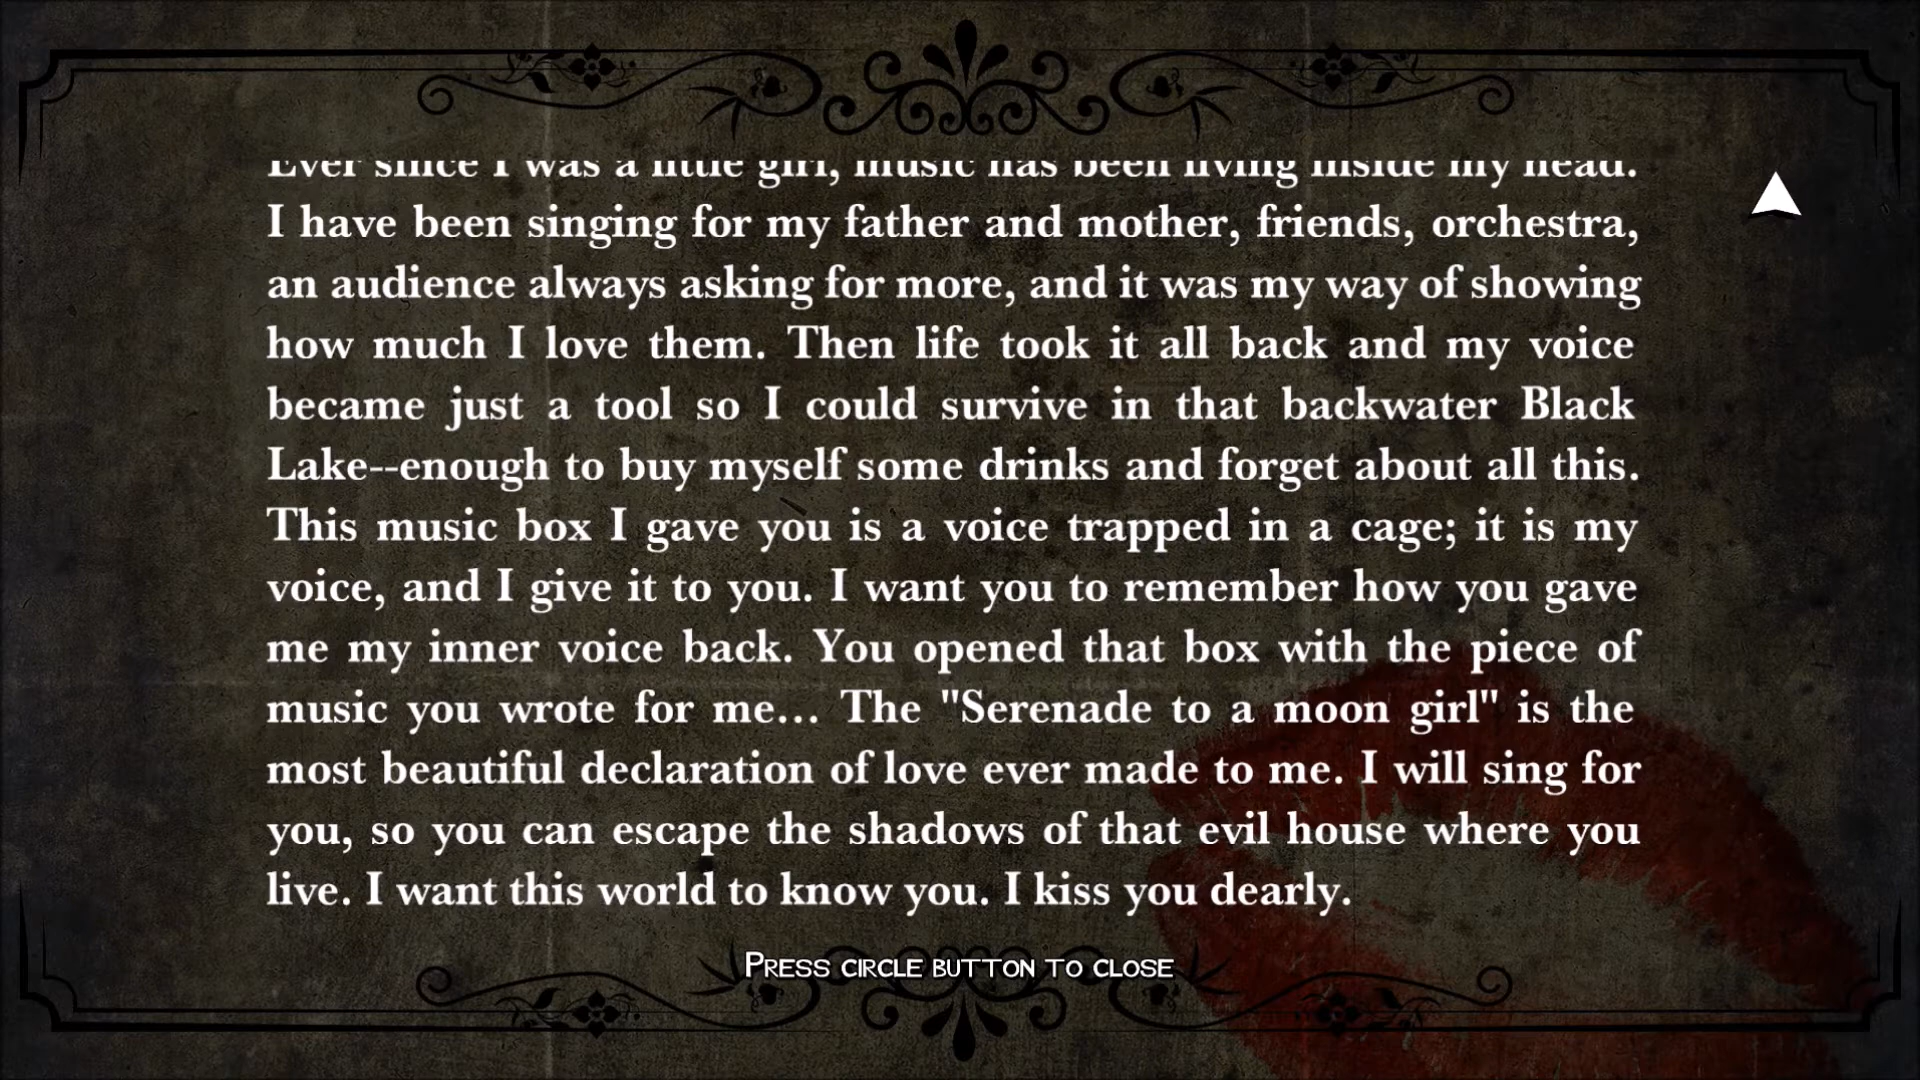 Ever since I was a little girl, music has been living inside my head.
I have been singing for my father and mother, friends, orchestra,
an audience always asking for more, and it was my way of showing
how much I love them. Then life took it all back and my voice
became just a tool so I could survive in that backwater Black
Lake--enough to buy myself some drinks and forget about all this.
This music box I gave you is a voice trapped in a cage; it is my
voice, and I give it to you. I want you to remember how you gave
me my inner voice back. You opened that box with the piece of
music you wrote for me... The "Serenade to a moon girl" is the
most beautiful declaration of love ever made to me. I will sing for
you, so you can escape the shadows of that evil house where you
live. I want this world to know you. I kiss you dearly.
PRESS CIRCLE BUTTON TO CLOSE